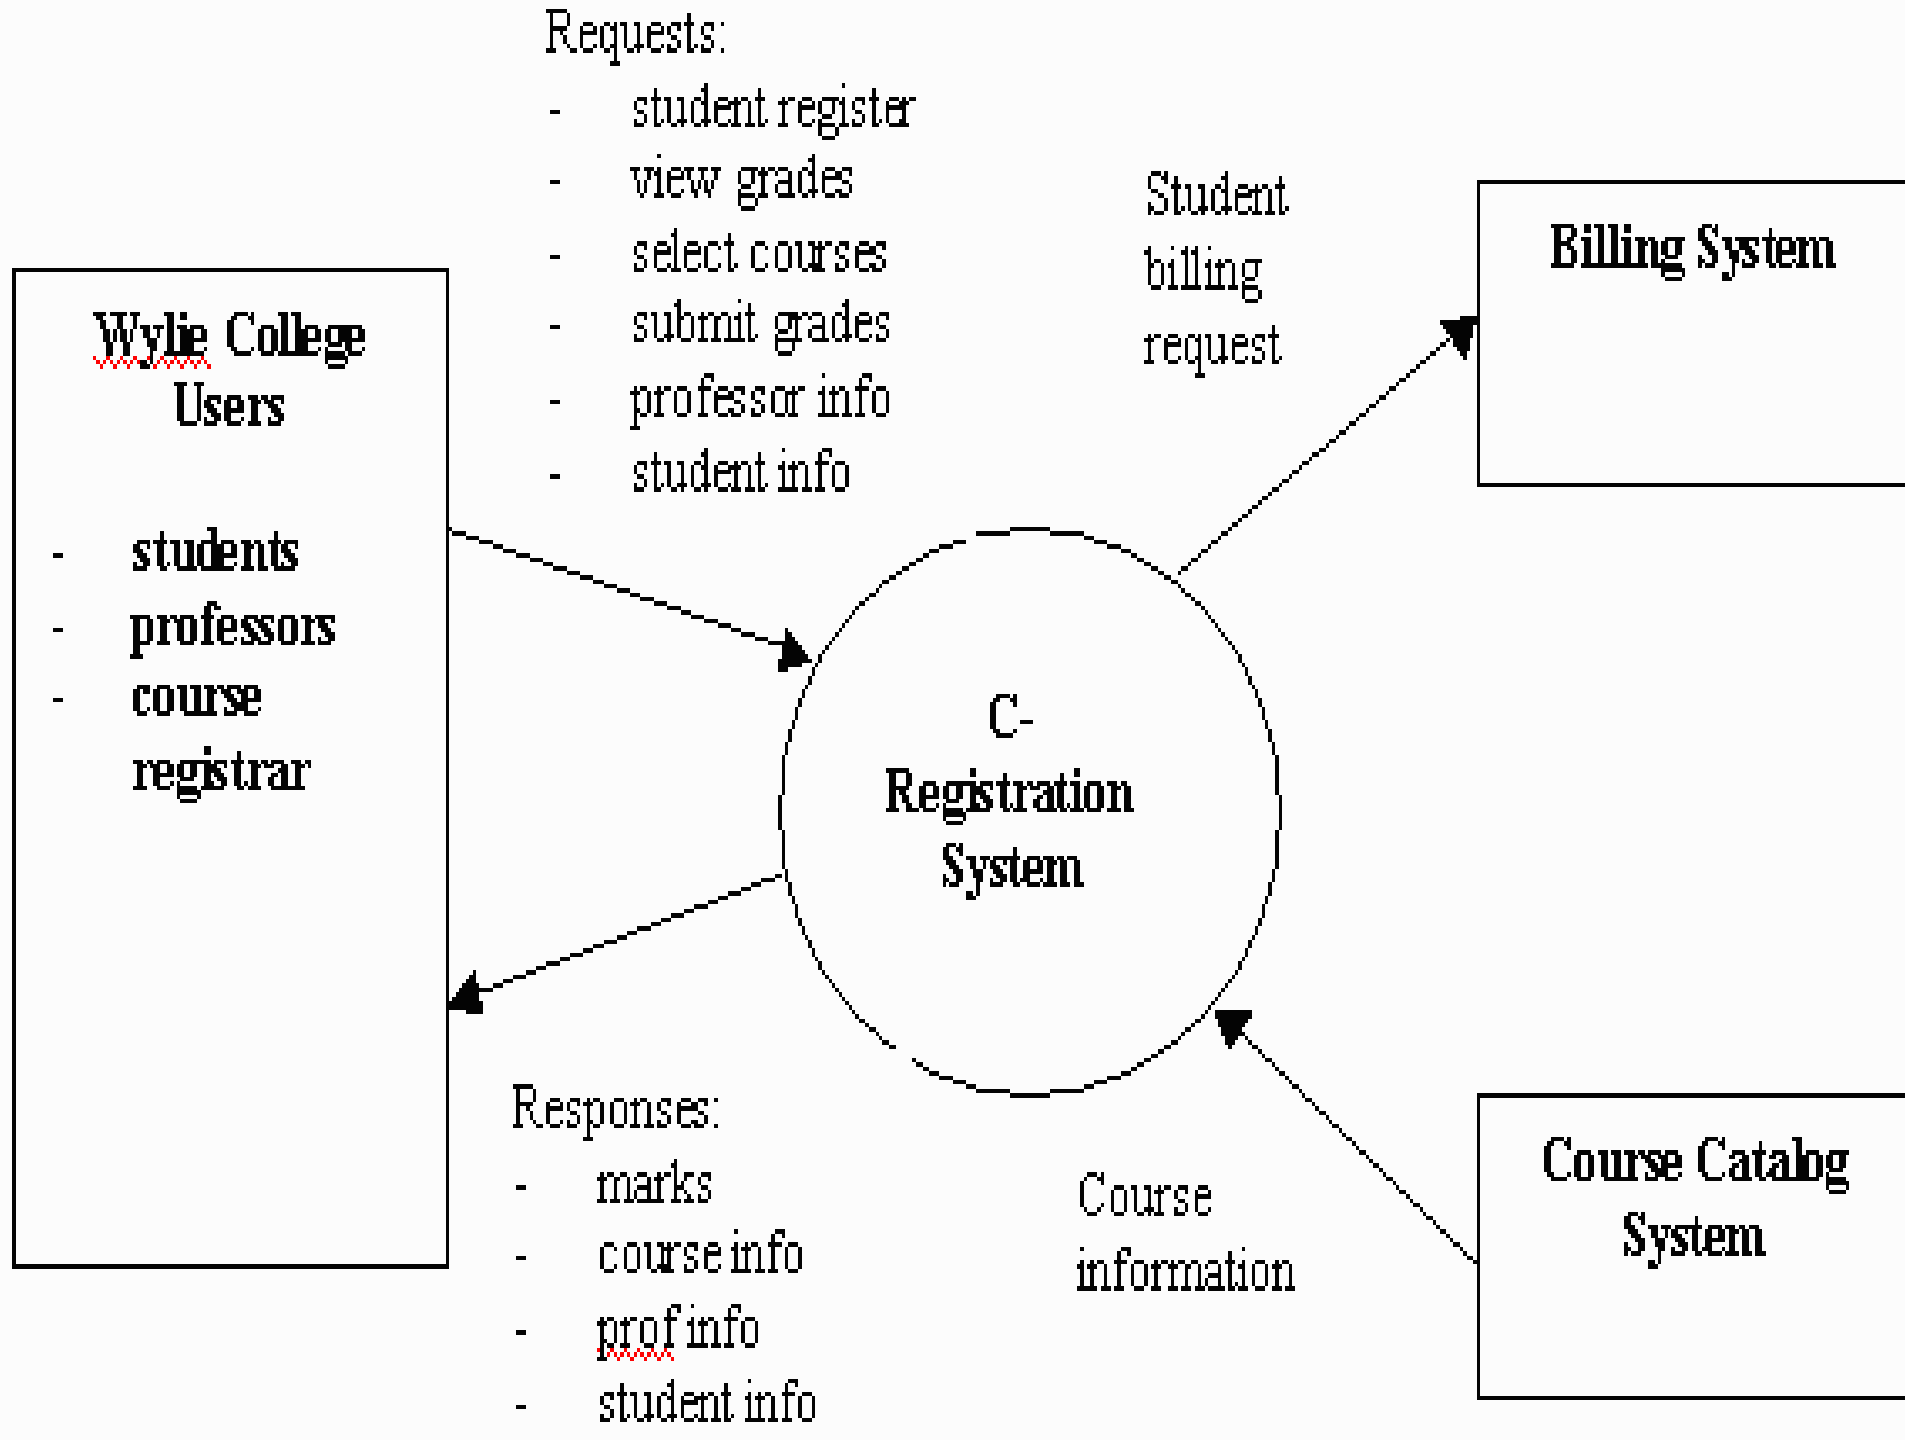 Requests:
- student register
- view grades
- select courses
- submit grades
- professor info
- student info
Student
billing
request
Billing System
Wylie College
Users
- students
- professors
- course
registrar
C-
Registration
System
Responses:
- marks
- course info
- prof info
- student info
Course
information
Course Catalog
System